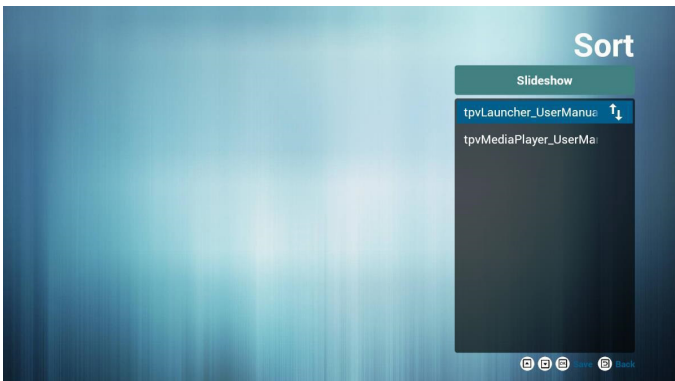 Sort
Slideshow
tpvLauncher_UserManua
tpvMediaPlayer_UserMa
Save Back